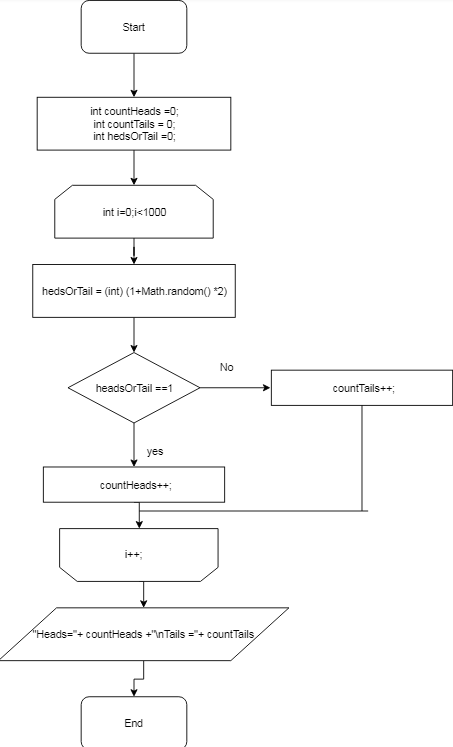 Start
int countHeads =0;
int countTails = 0;
int hedsOrTail =0;
int i=0;i<1000
hedsOrTail = (int) (1+Math.random() *2)
headsOrTail ==1
No
countTails++;
yes
countHeads++;
i++;
"Heads="+ countHeads +"\nTails ="+ countTails
End